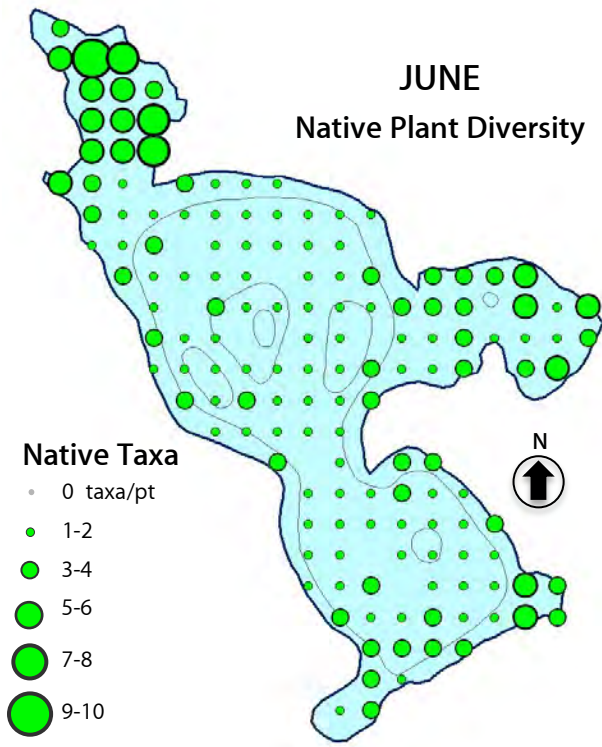 JUNE
Native Plant Diversity
N
Native Taxa
0 taxa/pt
1-2
3-4
5-6
7-8
9-10